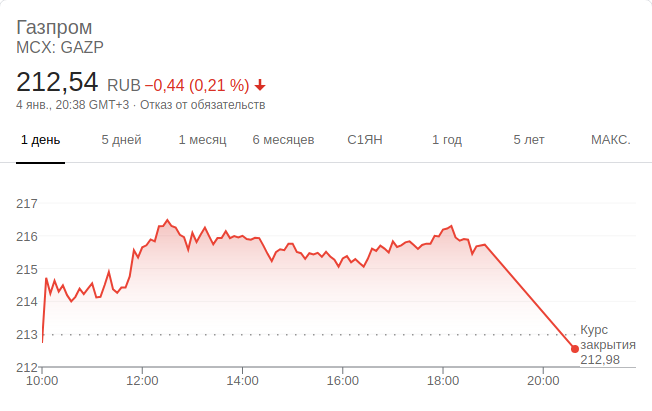 Газпром
MCX: GAZP
212,54 RUB −0,44 (0,21 %)
4 янв., 20:38 GMT+3 · Отказ от обязательств
1 день 5 дней 1 месяц 6 месяцев С1ЯН 1 год 5 лет МАКС.
217
216
215
214
213
212
Курс
закрытия
212,98
10:00 12:00 14:00 16:00 18:00 20:00